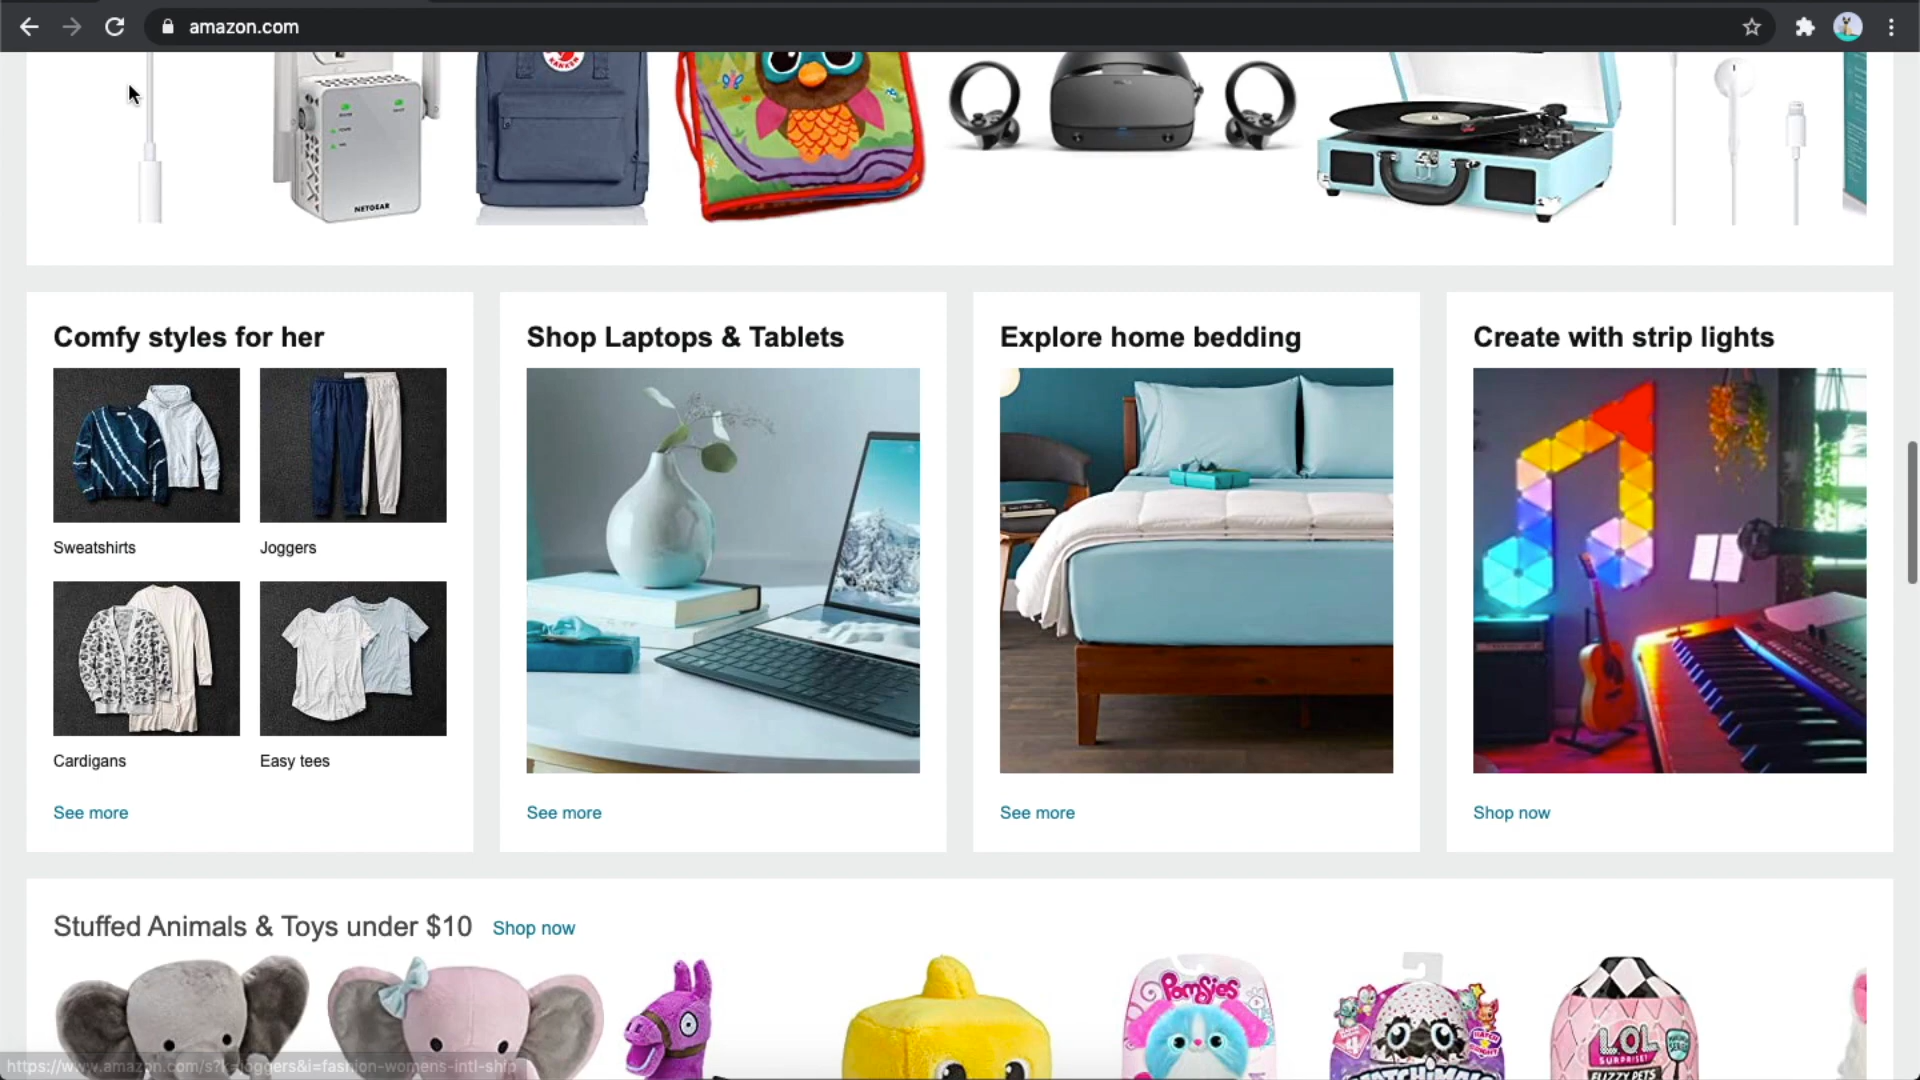 amazon.com
KÅNKEN
NETGEAR
Comfy styles for her
Shop Laptops & Tablets
Explore home bedding
Create with strip lights
Sweatshirts
Joggers
Cardigans
Easy tees
See more
See more
See more
Shop now
Stuffed Animals & Toys under $10 Shop now
Pomsies
L.O.L.
SURPRISE!
FUZZY PETS
HATCHIMALS
https://www.amazon.com/s?k=joggers&i=fashion-womens-intl-ship